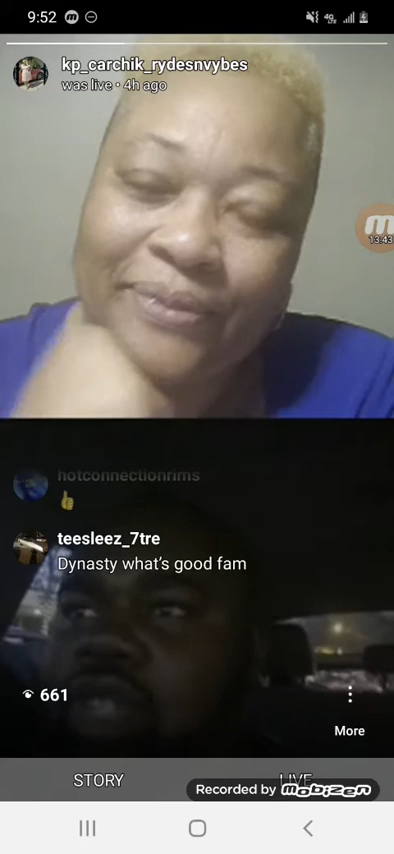 9:52
4G
kp_carchik_rydesnvybes
was live • 4h ago
13:43
hotconnectionrims
👍
teesleez_7tre
Dynasty what's good fam
661
More
STORY
LIVE
Recorded by mobizen